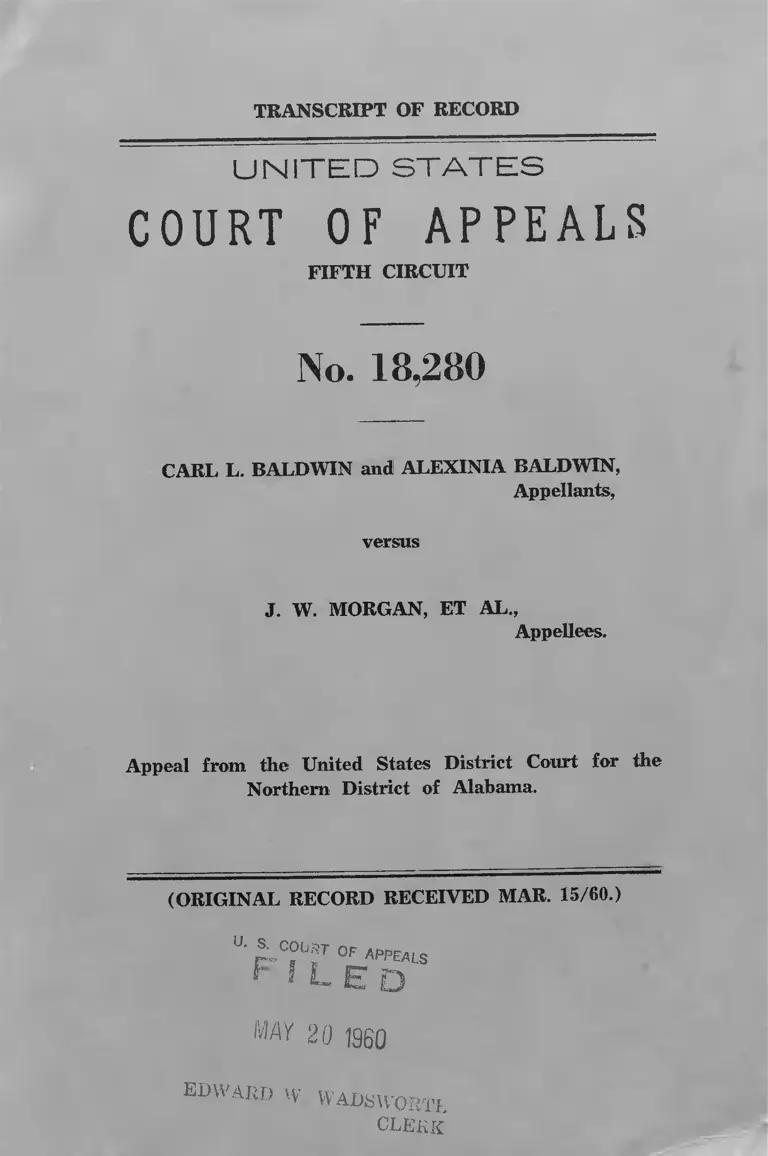 TRANSCRIPT OF RECORD
UNITED STATES
COURT OF APPEALS
FIFTH CIRCUIT
No. 18,280
CARL L. BALDWIN and ALEXINIA BALDWIN,
Appellants,
versus
J. W. MORGAN, ET AL.,
Appellees.
Appeal from the United States District Court for the
Northern District of Alabama.
(ORIGINAL RECORD RECEIVED MAR. 15/60.)
U. S. COURT OF APPEALS
FILED
MAY 20 1960
EDWARD W WADSWORTH
CLERK